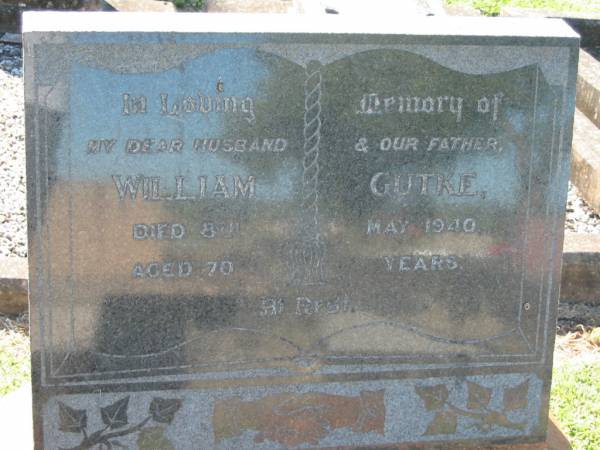 In Loving Memory of
MY DEAR HUSBAND & OUR FATHER,
WILLIAM GUTKE,
DIED 8TH MAY 1940.
AGED 70 YEARS.
At Rest.